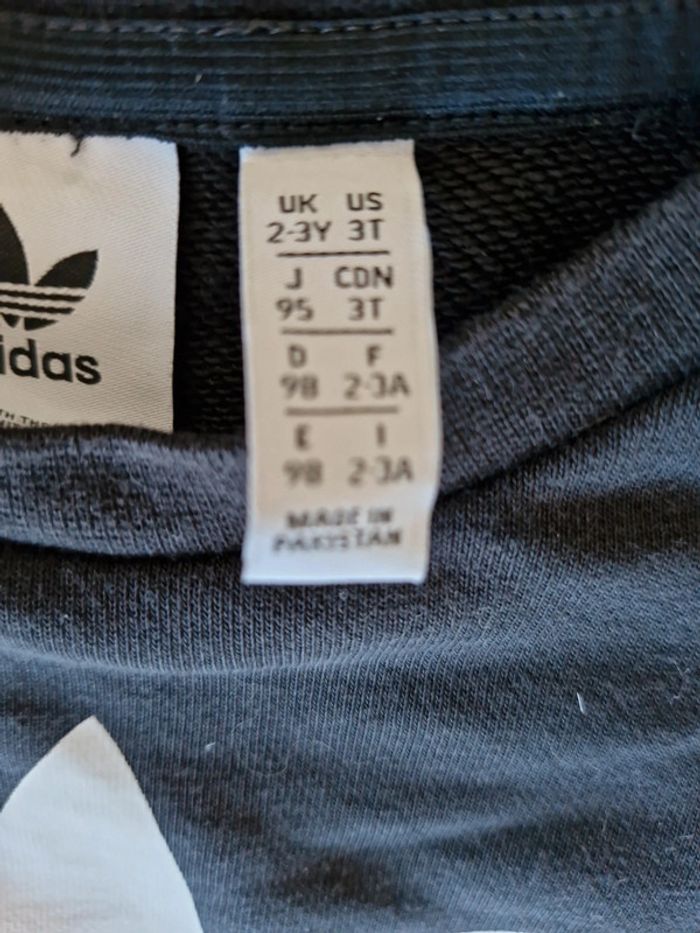 idas
UK US
2-3Y 3T
J CDN
95 3T
D F
98 2-3A
E I
98 2-3A
MADE IN
PAKISTAN